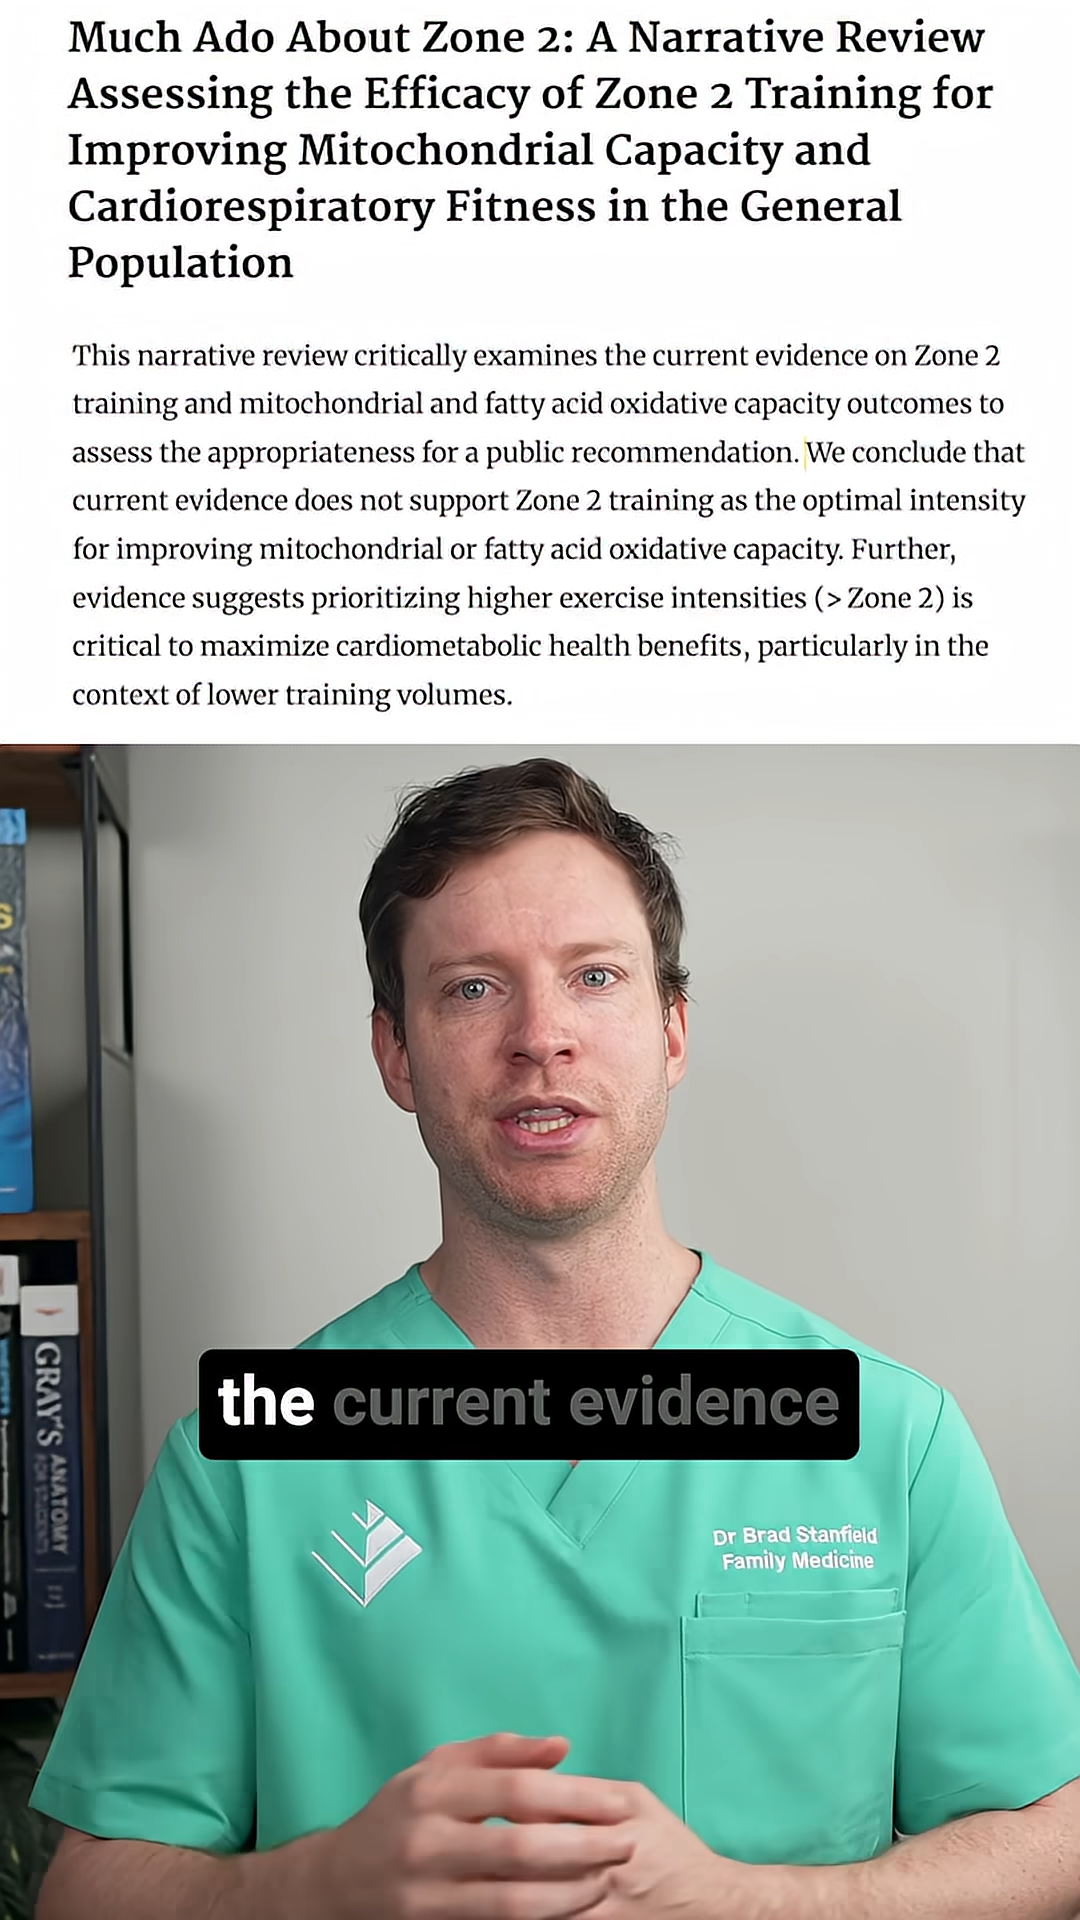 Much Ado About Zone 2: A Narrative Review
Assessing the Efficacy of Zone 2 Training for
Improving Mitochondrial Capacity and
Cardiorespiratory Fitness in the General
Population
This narrative review critically examines the current evidence on Zone 2
training and mitochondrial and fatty acid oxidative capacity outcomes to
assess the appropriateness for a public recommendation. We conclude that
current evidence does not support Zone 2 training as the optimal intensity
for improving mitochondrial or fatty acid oxidative capacity. Further,
evidence suggests prioritizing higher exercise intensities (> Zone 2) is
critical to maximize cardiometabolic health benefits, particularly in the
context of lower training volumes.
S
GRAY'S ANATOMY
FOR STUDENTS
the current evidence
Dr Brad Stanfield
Family Medicine